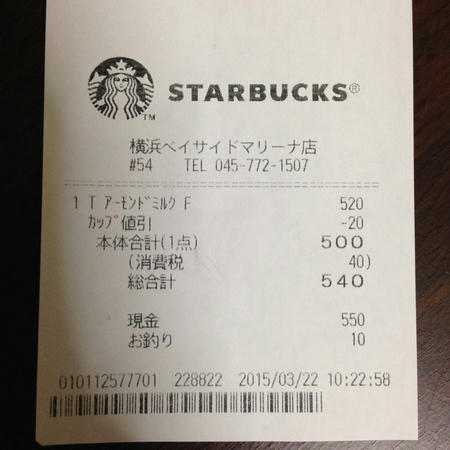 STARBUCKS®
TM
横浜ベイサイドマリーナ店
#54 TEL 045-772-1507
1 T アーモンドミルク F 520
カップ値引 -20
本体合計(1点) 500
(消費税 40)
総合計 540
現金 550
お釣り 10
010112577701 228822 2015/03/22 10:22:58